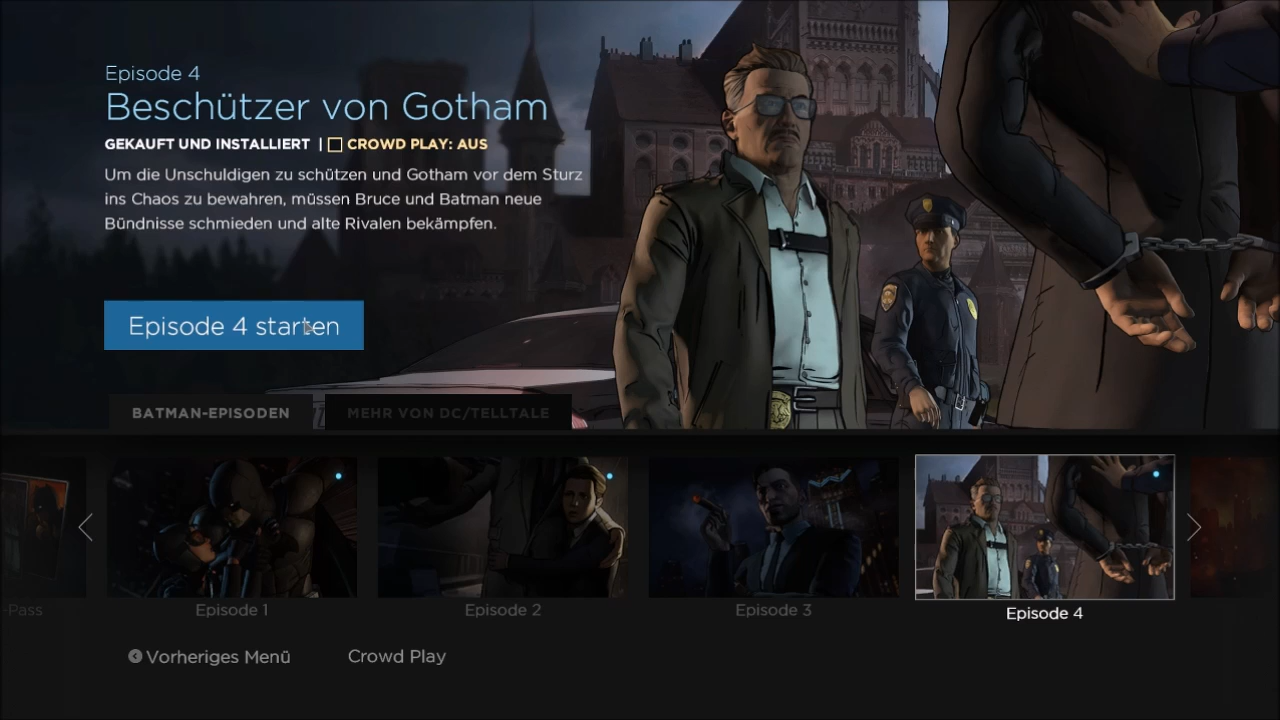 Episode 4
Beschützer von Gotham
GEKAUFT UND INSTALLIERT | CROWD PLAY: AUS
Um die Unschuldigen zu schützen und Gotham vor dem Sturz
ins Chaos zu bewahren, müssen Bruce und Batman neue
Bündnisse schmieden und alte Rivalen bekämpfen.
Episode 4 starten
BATMAN-EPISODEN
MEHR VON DC/TELLTALE
-Pass
Episode 1
Episode 2
Episode 3
Episode 4
Vorheriges Menü
Crowd Play